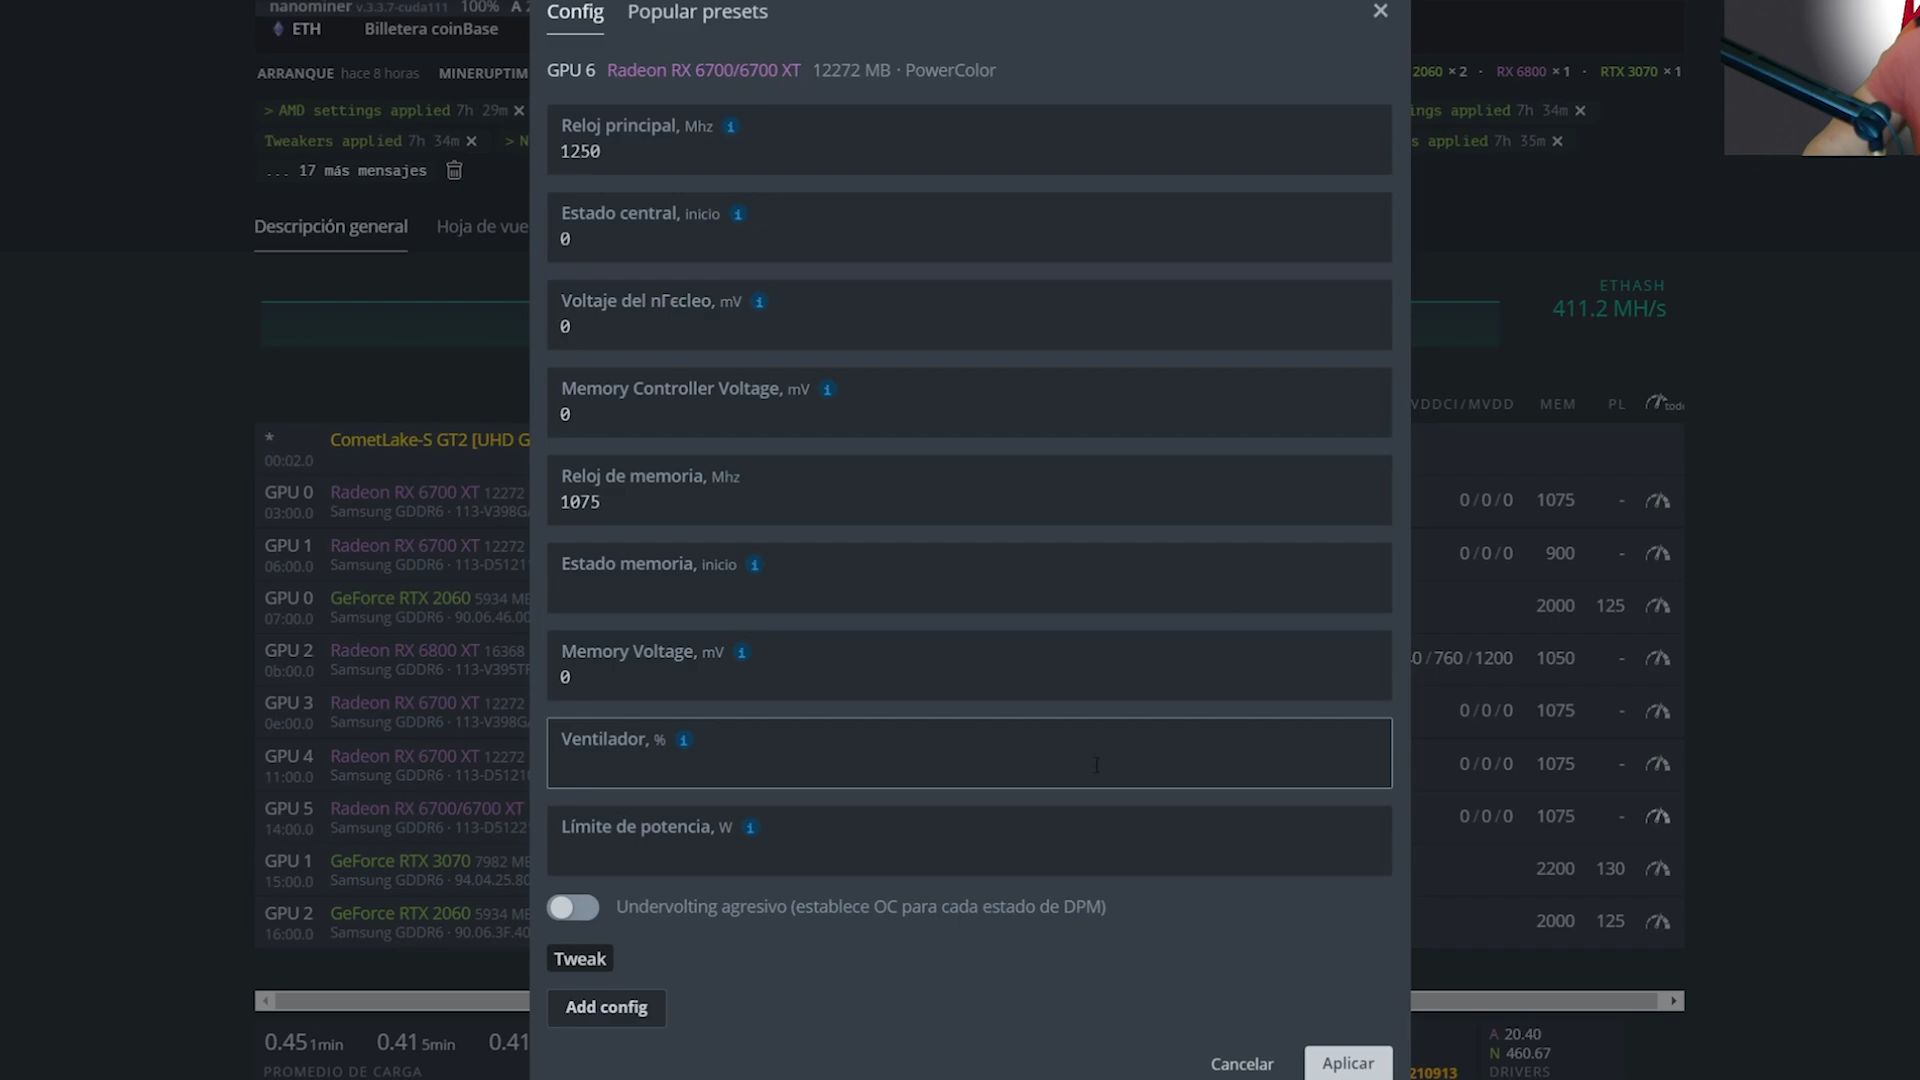 nanominer v.3.3.7-cuda111 100% A
ETH Billetera coinBase
ARRANQUE hace 8 horas MINERUPTIM
> AMD settings applied 7h 29m ×
Tweakers applied 7h 34m × > N
... 17 más mensajes
Descripción general Hoja de vue
Config Popular presets ×
GPU 6 Radeon RX 6700/6700 XT 12272 MB · PowerColor
Reloj principal, Mhz i
1250
Estado central, inicio i
0
Voltaje del nГєcleo, mV i
0
Memory Controller Voltage, mV i
0
Reloj de memoria, Mhz
1075
Estado memoria, inicio i
Memory Voltage, mV i
0
Ventilador, % i
Límite de potencia, W i
Undervolting agresivo (establece OC para cada estado de DPM)
Tweak
Add config
Cancelar Aplicar
2060 ×2 · RX 6800 ×1 · RTX 3070 ×1
ings applied 7h 34m ×
s applied 7h 35m ×
ETHASH
411.2 MH/s
VDDCI/MVDD MEM PL todo
* CometLake-S GT2 [UHD G
00:02.0
GPU 0 Radeon RX 6700 XT 12272 0/0/0 1075 -
03:00.0 Samsung GDDR6 · 113-V398G
GPU 1 Radeon RX 6700 XT 12272 0/0/0 900 -
06:00.0 Samsung GDDR6 · 113-D5121
GPU 0 GeForce RTX 2060 5934 MB 2000 125
07:00.0 Samsung GDDR6 · 90.06.46.00
GPU 2 Radeon RX 6800 XT 16368 0/760/1200 1050 -
0b:00.0 Samsung GDDR6 · 113-V395TR
GPU 3 Radeon RX 6700 XT 12272 0/0/0 1075 -
0e:00.0 Samsung GDDR6 · 113-V398G
GPU 4 Radeon RX 6700 XT 12272 0/0/0 1075 -
11:00.0 Samsung GDDR6 · 113-D5121
GPU 5 Radeon RX 6700/6700 XT 0/0/0 1075 -
14:00.0 Samsung GDDR6 · 113-D5122
GPU 1 GeForce RTX 3070 7982 MB 2200 130
15:00.0 Samsung GDDR6 · 94.04.25.80
GPU 2 GeForce RTX 2060 5934 MB 2000 125
16:00.0 Samsung GDDR6 · 90.06.3F.40
0.45 1min 0.41 5min 0.41
PROMEDIO DE CARGA
A 20.40
N 460.67
210913 DRIVERS